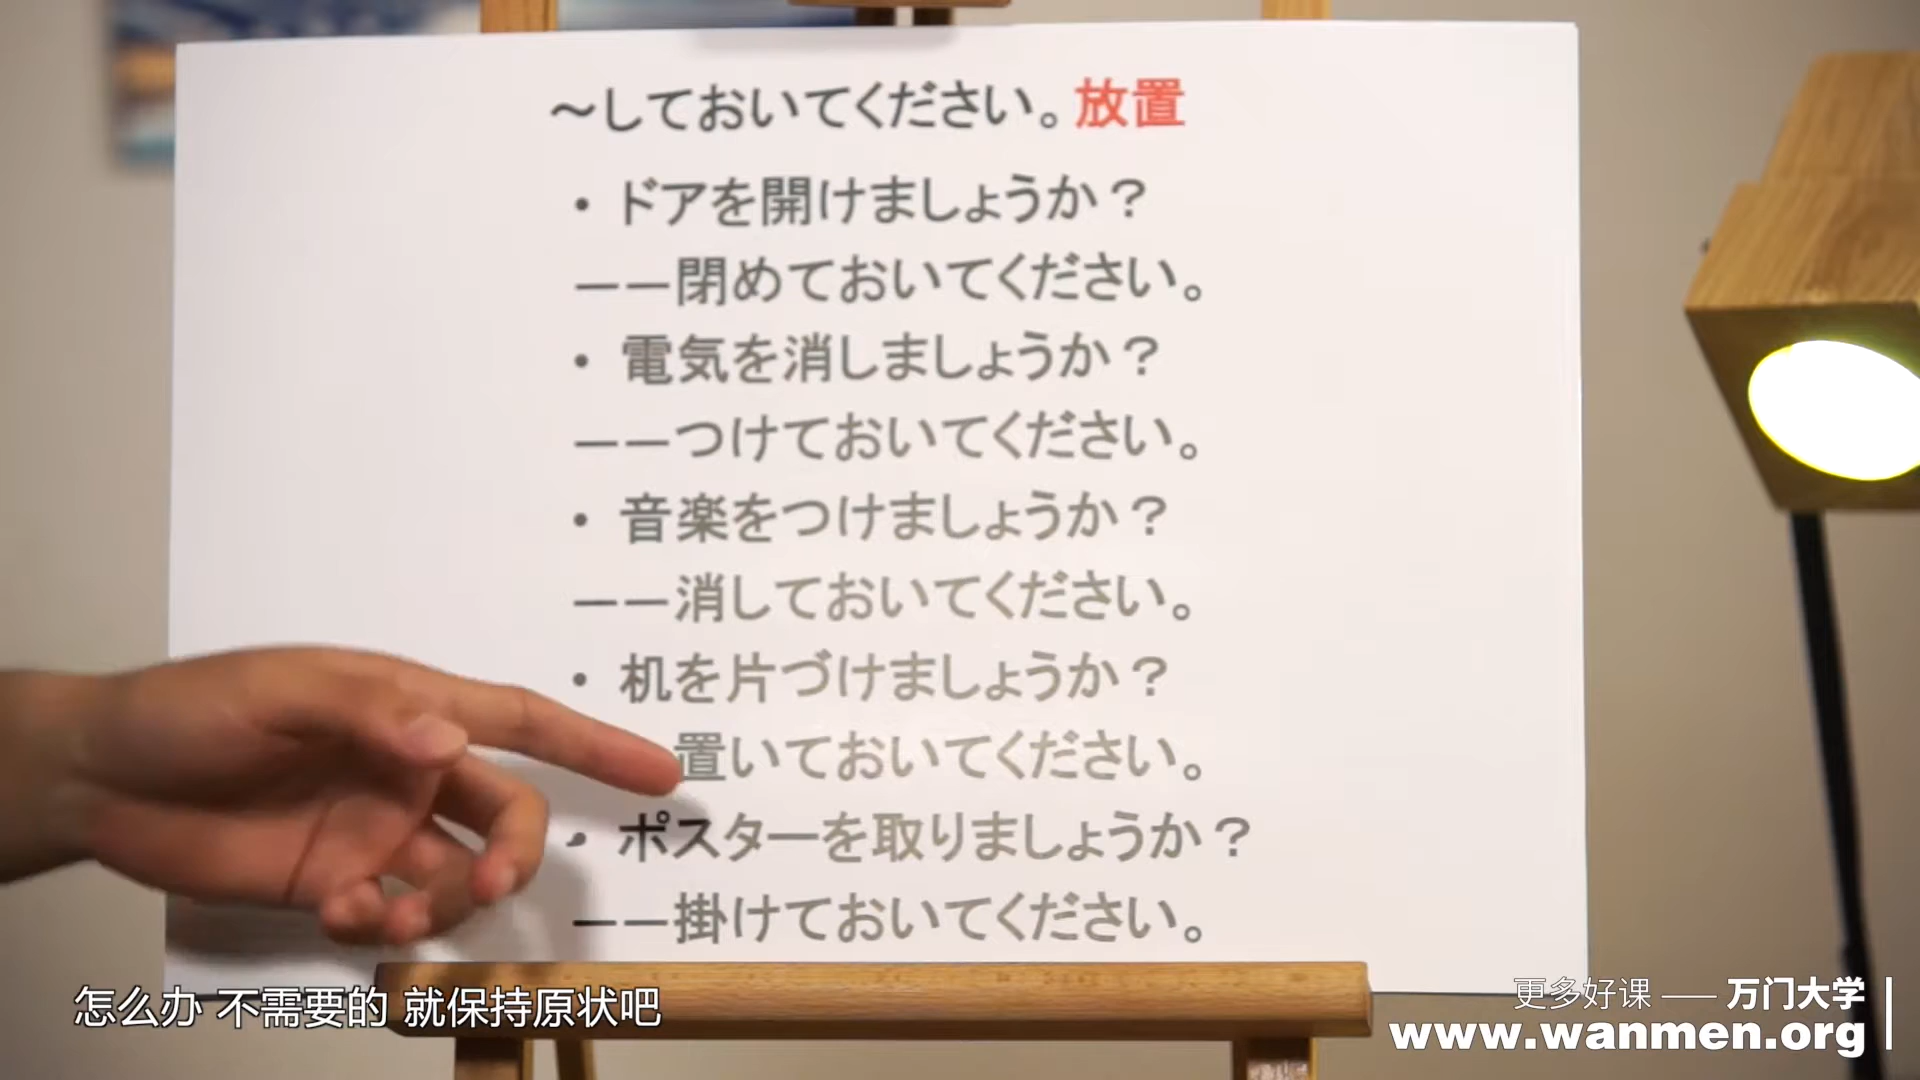 ～しておいてください。放置
・ドアを開けましょうか？
——閉めておいてください。
・電気を消しましょうか？
——つけておいてください。
・音楽をつけましょうか？
——消しておいてください。
・机を片づけましょうか？
置いておいてください。
・ポスターを取りましょうか？
——掛けておいてください。
怎么办 不需要的 就保持原状吧
更多好课 —— 万门大学
www.wanmen.org